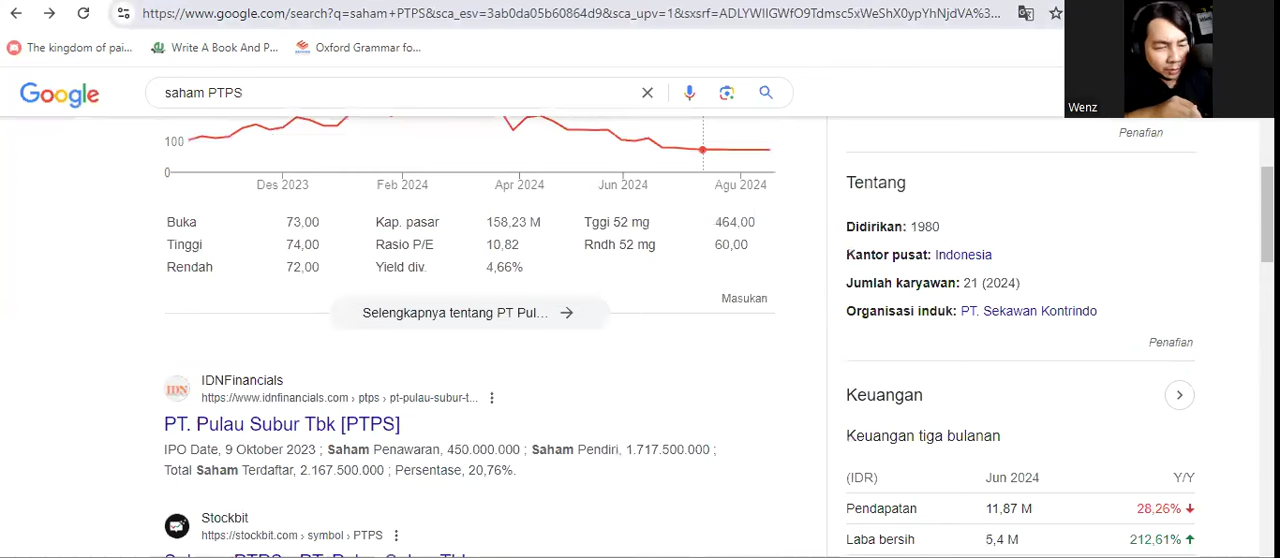 https://www.google.com/search?q=saham+PTPS&sca_esv=3ab0da05b60864d9&sca_upv=1&sxsrf=ADLYWIIGWfO9Tdmsc5xWeShX0ypYhNjdVA%3...
The kingdom of pai...
Write A Book And P...
Oxford Grammar fo...
Google
saham PTPS
Wenz
100
0
Des 2023
Feb 2024
Apr 2024
Jun 2024
Agu 2024
Buka 73,00 Kap. pasar 158,23 M Tggi 52 mg 464,00
Tinggi 74,00 Rasio P/E 10,82 Rndh 52 mg 60,00
Rendah 72,00 Yield div. 4,66%
Masukan
Selengkapnya tentang PT Pul...
IDN
IDNFinancials
https://www.idnfinancials.com › ptps › pt-pulau-subur-t...
PT. Pulau Subur Tbk [PTPS]
IPO Date, 9 Oktober 2023 ; Saham Penawaran, 450.000.000 ; Saham Pendiri, 1.717.500.000 ;
Total Saham Terdaftar, 2.167.500.000 ; Persentase, 20,76%.
Stockbit
https://stockbit.com › symbol › PTPS
Penafian
Tentang
Didirikan: 1980
Kantor pusat: Indonesia
Jumlah karyawan: 21 (2024)
Organisasi induk: PT. Sekawan Kontrindo
Penafian
Keuangan
Keuangan tiga bulanan
(IDR) Jun 2024 Y/Y
Pendapatan 11,87 M 28,26% ↓
Laba bersih 5,4 M 212,61% ↑